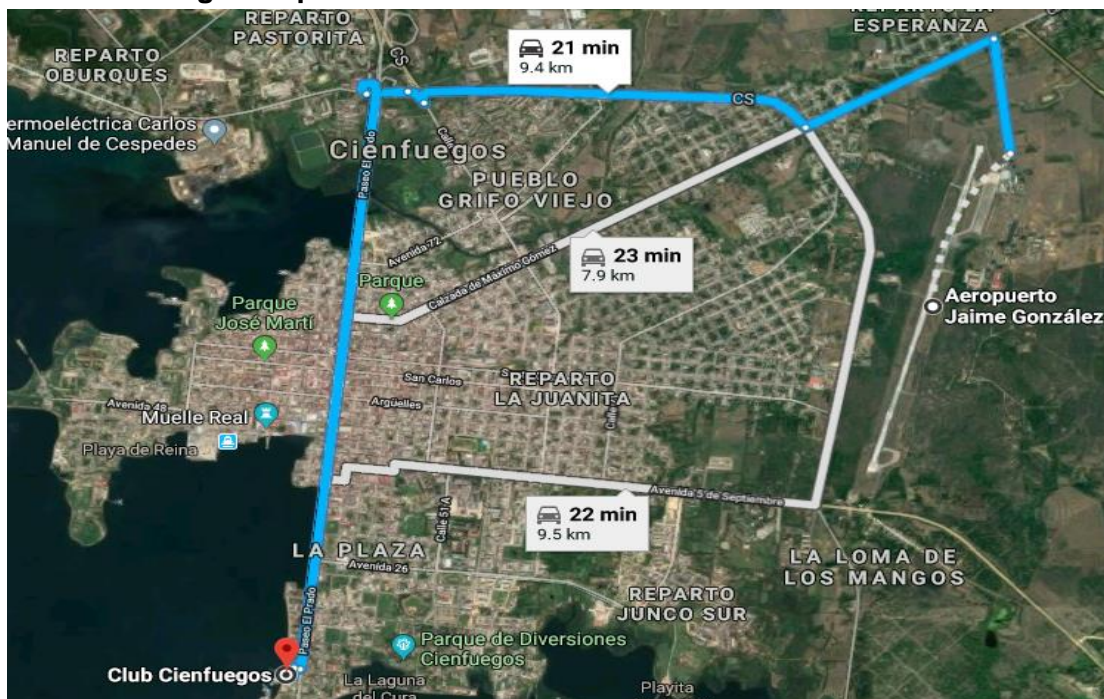 REPARTO
PASTORITA
REPARTO LA
ESPERANZA
REPARTO
OBURQUES
CS
21 min
9.4 km
CS
ermoeléctrica Carlos
Manuel de Cespedes
Cienfuegos
Paseo El Prado
PUEBLO
GRIFO VIEJO
Avenida 72
23 min
7.9 km
Calzada de Máximo Gómez
Parque
Parque
José Martí
Aeropuerto
Jaime González
San Carlos
REPARTO
LA JUANITA
Argüelles
Avenida 48
Muelle Real
Playa de Reina
Avenida 5 de Septiembre
22 min
9.5 km
Calle 51 A
LA PLAZA
Avenida 26
LA LOMA DE
LOS MANGOS
REPARTO
JUNCO SUR
Paseo El Prado
Parque de Diversiones
Cienfuegos
Club Cienfuegos
La Laguna
del Cura
Playita